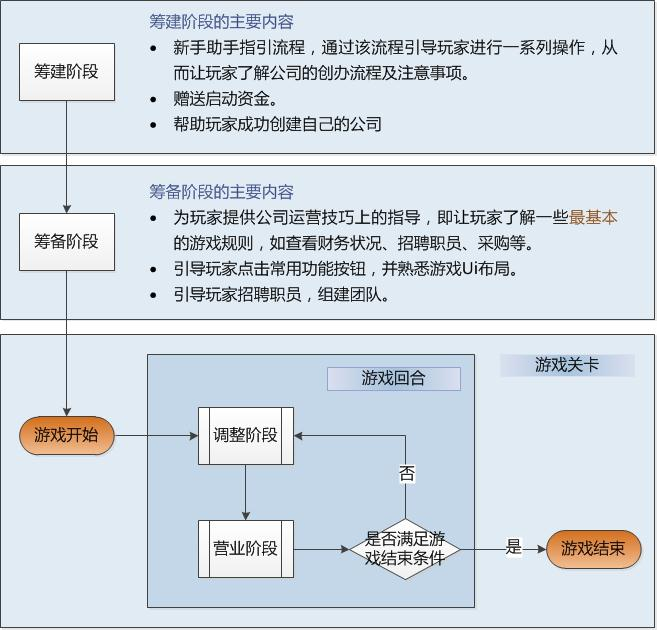 筹建阶段的主要内容
筹建阶段
• 新手助手指引流程，通过该流程引导玩家进行一系列操作，从
而让玩家了解公司的创办流程及注意事项。
• 赠送启动资金。
• 帮助玩家成功创建自己的公司
筹备阶段的主要内容
筹备阶段
• 为玩家提供公司运营技巧上的指导，即让玩家了解一些最基本
的游戏规则，如查看财务状况、招聘职员、采购等。
• 引导玩家点击常用功能按钮，并熟悉游戏Ui布局。
• 引导玩家招聘职员，组建团队。
游戏关卡
游戏回合
游戏开始
调整阶段
否
营业阶段
是否满足游
戏结束条件
是
游戏结束